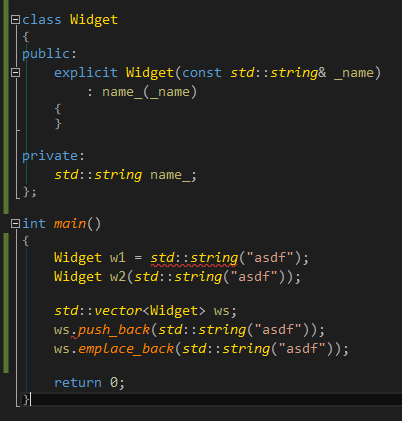 class Widget
{
public:
    explicit Widget(const std::string& _name)
        : name_(_name)
    {
    }

private:
    std::string name_;
};

int main()
{
    Widget w1 = std::string("asdf");
    Widget w2(std::string("asdf"));

    std::vector<Widget> ws;
    ws.push_back(std::string("asdf"));
    ws.emplace_back(std::string("asdf"));

    return 0;
}